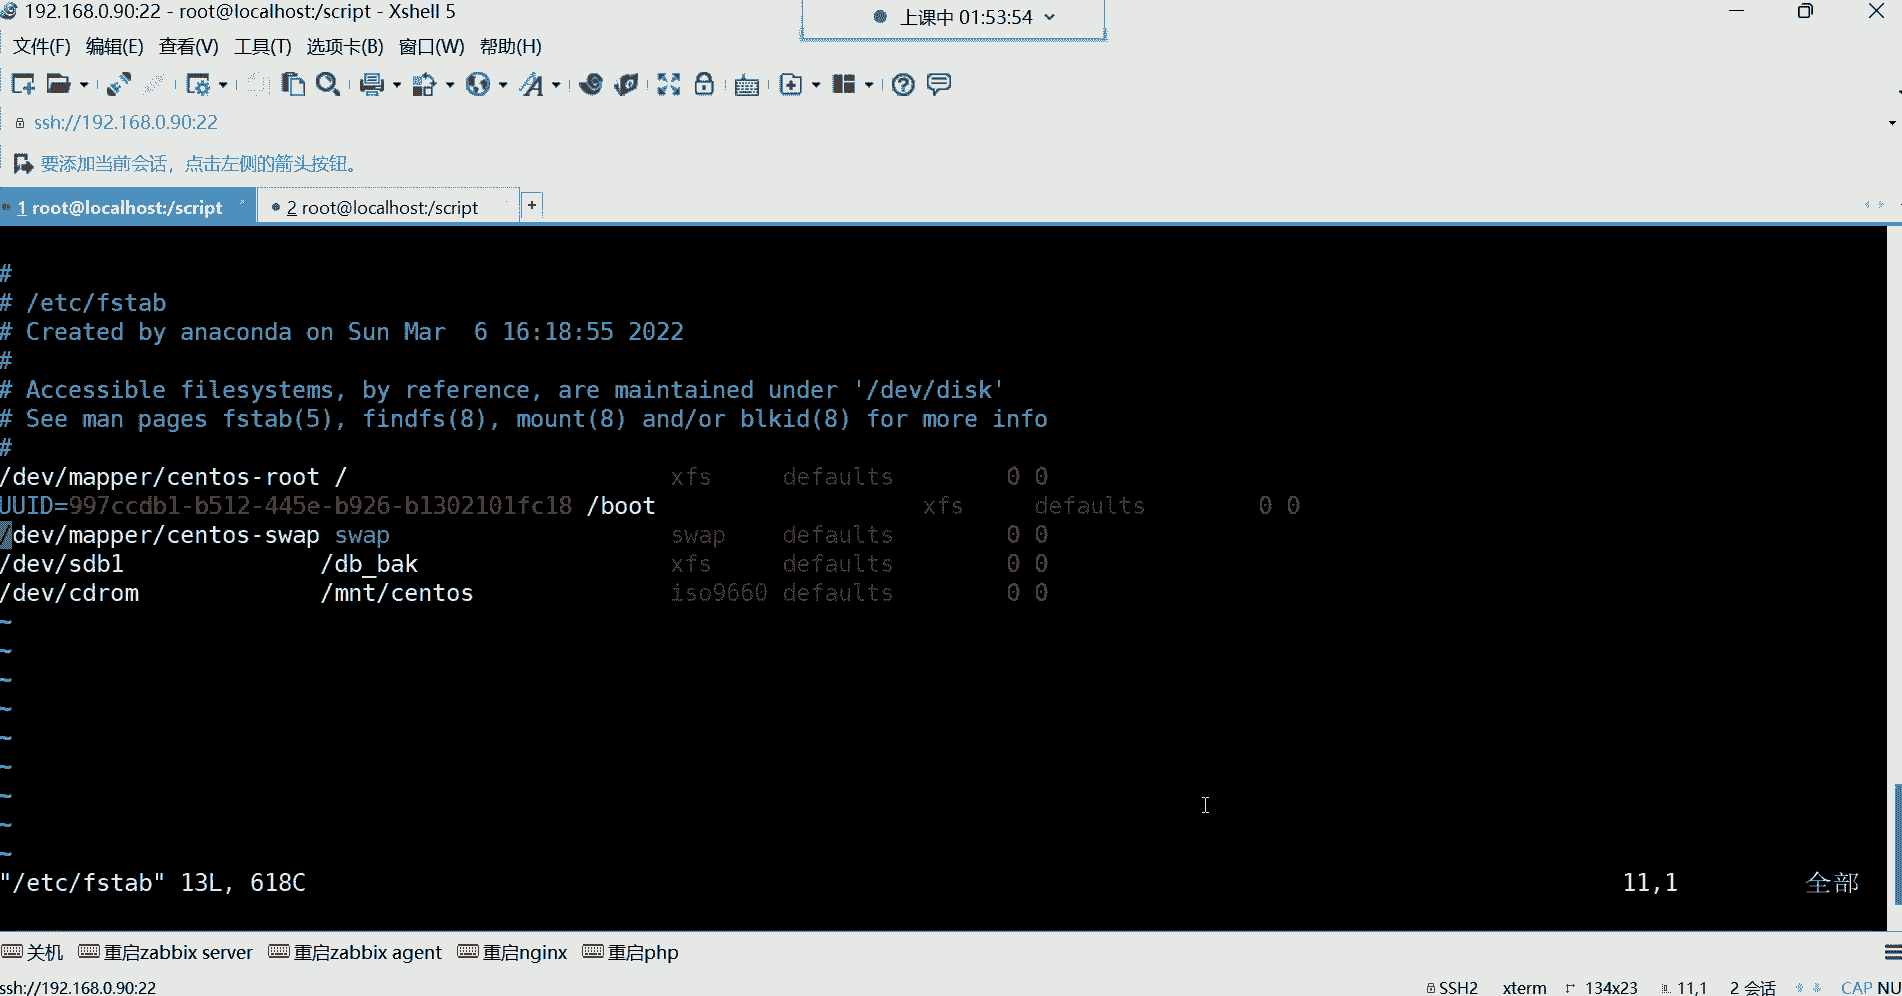 192.168.0.90:22 - root@localhost:/script - Xshell 5
上课中 01:53:54
文件(F) 编辑(E) 查看(V) 工具(T) 选项卡(B) 窗口(W) 帮助(H)
ssh://192.168.0.90:22
要添加当前会话，点击左侧的箭头按钮。
1 root@localhost:/script
2 root@localhost:/script
+
#
# /etc/fstab
# Created by anaconda on Sun Mar  6 16:18:55 2022
#
# Accessible filesystems, by reference, are maintained under '/dev/disk'
# See man pages fstab(5), findfs(8), mount(8) and/or blkid(8) for more info
#
/dev/mapper/centos-root /                       xfs     defaults        0 0
UUID=997ccdb1-b512-445e-b926-b1302101fc18 /boot                   xfs     defaults        0 0
/dev/mapper/centos-swap swap                    swap    defaults        0 0
/dev/sdb1              /db_bak                  xfs     defaults        0 0
/dev/cdrom             /mnt/centos              iso9660 defaults        0 0
~
~
~
~
~
~
~
~
~
"/etc/fstab" 13L, 618C                                        11,1         全部
关机 重启zabbix server 重启zabbix agent 重启nginx 重启php
ssh://192.168.0.90:22 SSH2 xterm 134x23 11,1 2 会话 CAP NU